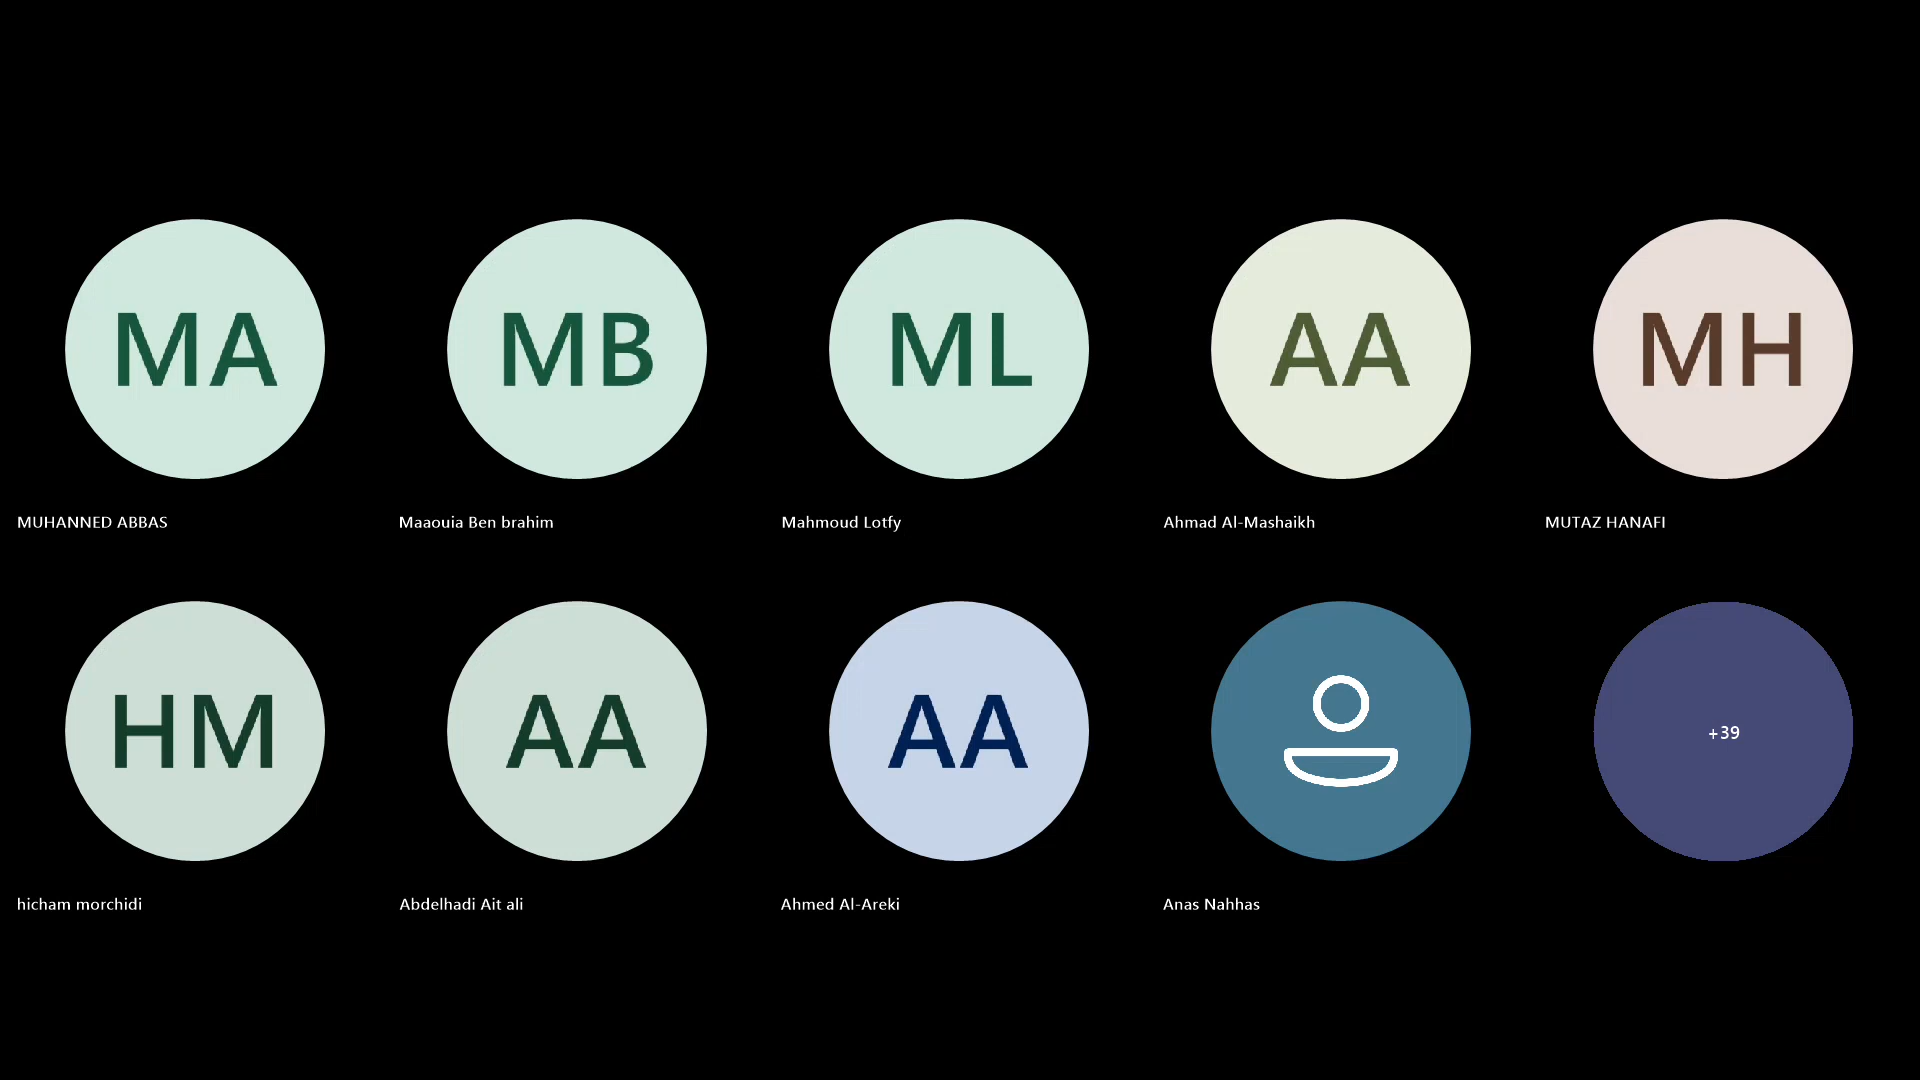 MA
MB
ML
AA
MH
MUHANNED ABBAS
Maaouia Ben brahim
Mahmoud Lotfy
Ahmad Al-Mashaikh
MUTAZ HANAFI
HM
AA
AA
+39
hicham morchidi
Abdelhadi Ait ali
Ahmed Al-Areki
Anas Nahhas